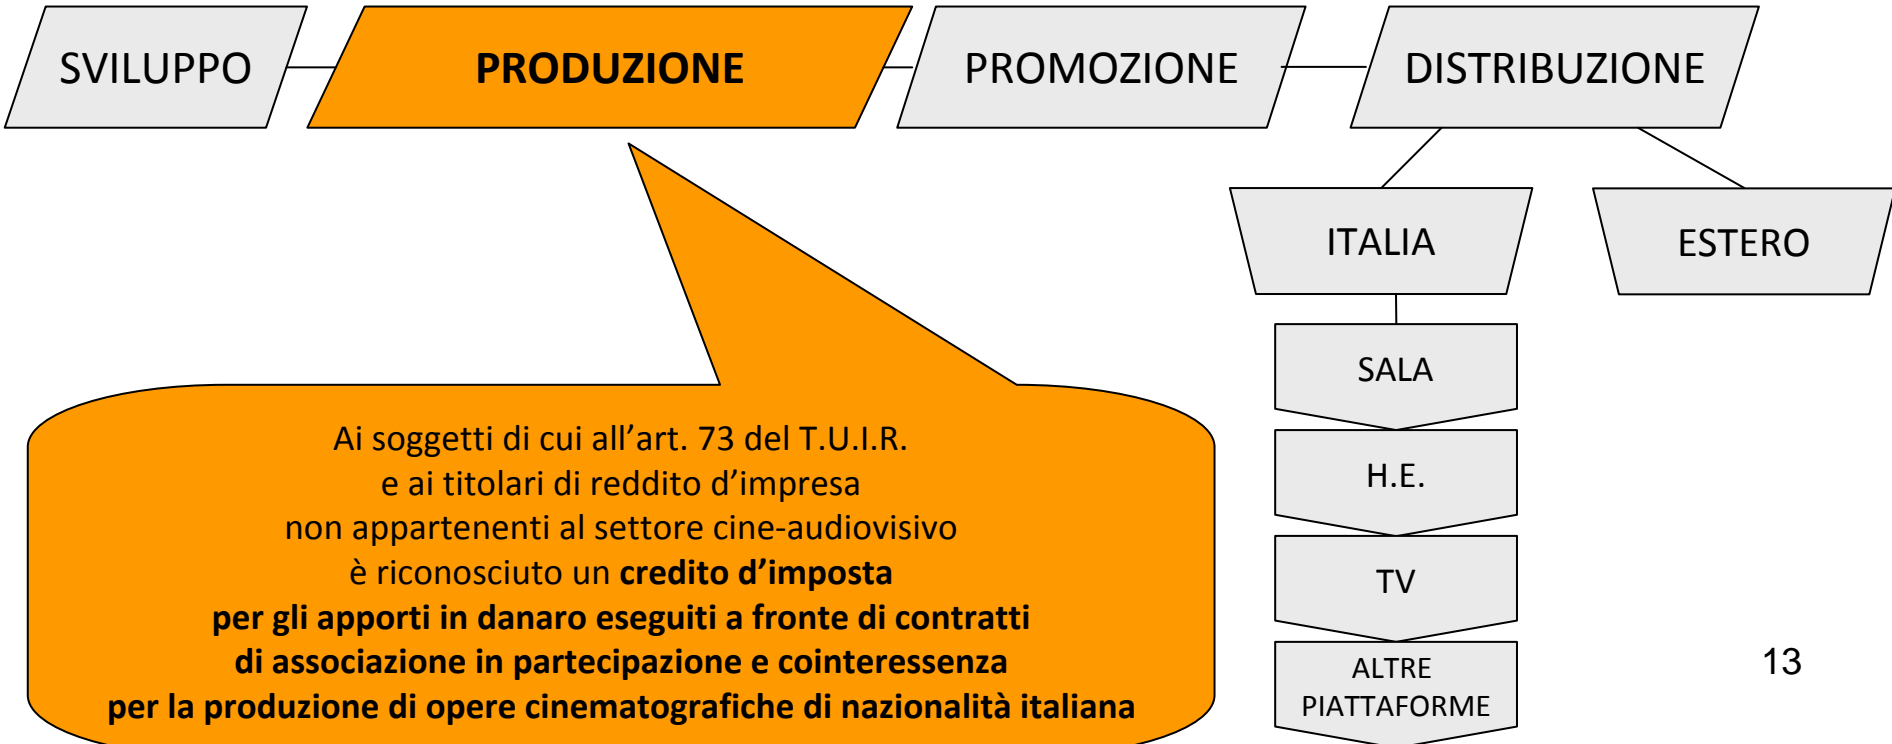 SVILUPPO
PRODUZIONE
PROMOZIONE
DISTRIBUZIONE
ITALIA
ESTERO
SALA
H.E.
TV
ALTRE
PIATTAFORME
Ai soggetti di cui all’art. 73 del T.U.I.R.
e ai titolari di reddito d’impresa
non appartenenti al settore cine-audiovisivo
è riconosciuto un credito d’imposta
per gli apporti in danaro eseguiti a fronte di contratti
di associazione in partecipazione e cointeressenza
per la produzione di opere cinematografiche di nazionalità italiana
13